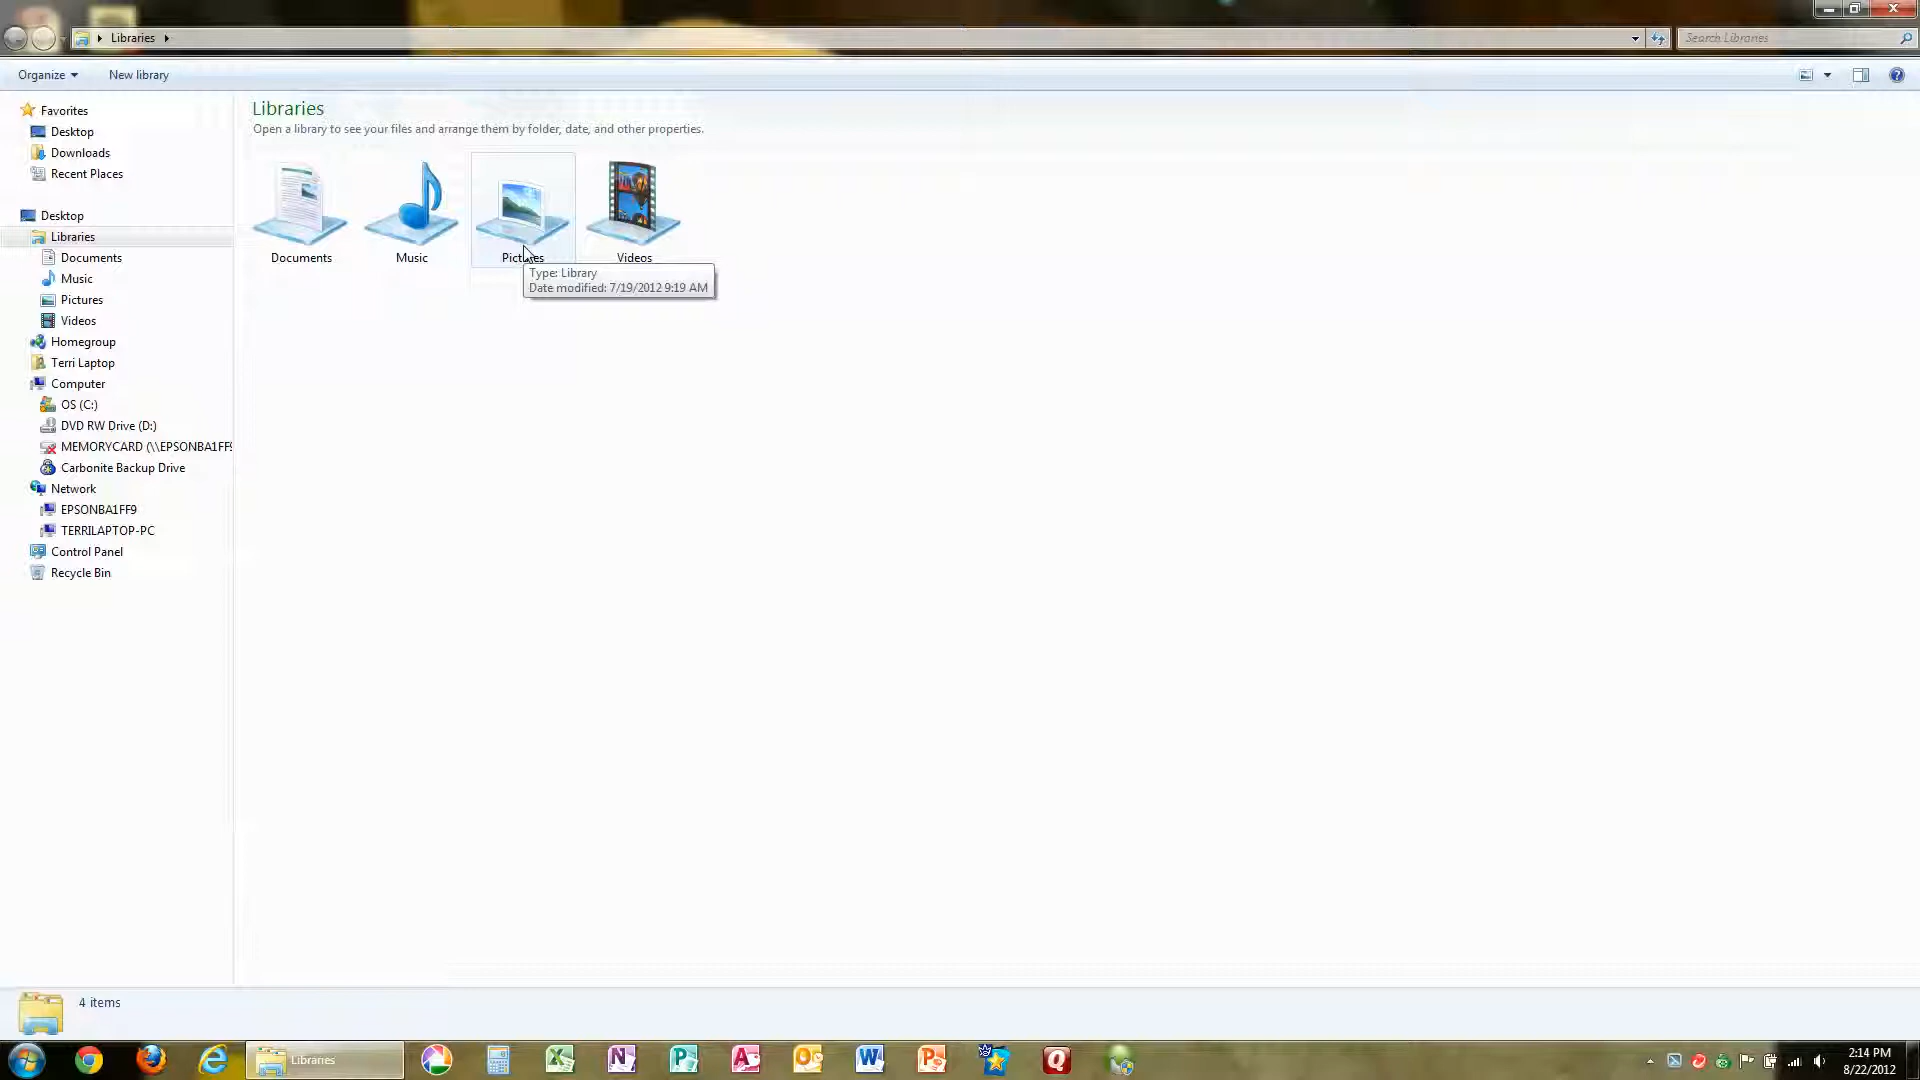 Libraries
Search Libraries
Organize
New library
Favorites
Desktop
Downloads
Recent Places
Desktop
Libraries
Documents
Music
Pictures
Videos
Homegroup
Terri Laptop
Computer
OS (C:)
DVD RW Drive (D:)
MEMORYCARD (\\EPSONBA1FF9
Carbonite Backup Drive
Network
EPSONBA1FF9
TERRILAPTOP-PC
Control Panel
Recycle Bin
Libraries
Open a library to see your files and arrange them by folder, date, and other properties.
Documents
Music
Pictures
Videos
Type: Library
Date modified: 7/19/2012 9:19 AM
4 items
Libraries
2:14 PM
8/22/2012